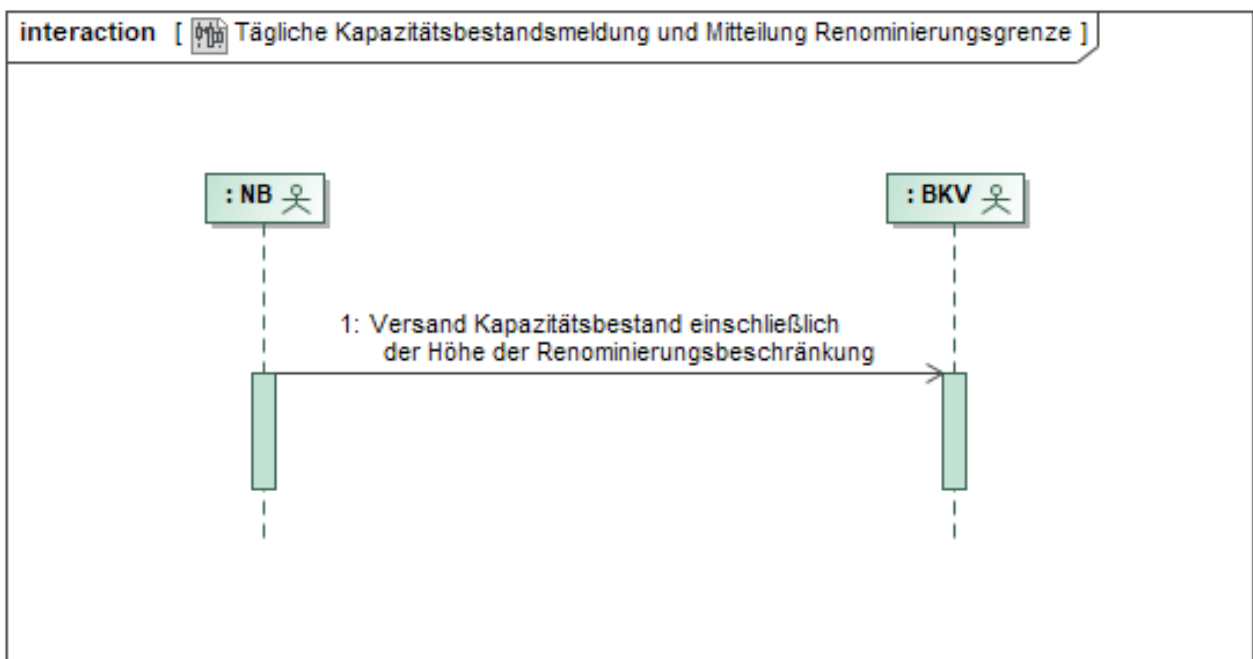 interaction [ Tägliche Kapazitätsbestandsmeldung und Mitteilung Renominierungsgrenze ]
: NB
: BKV
1: Versand Kapazitätsbestand einschließlich
der Höhe der Renominierungsbeschränkung